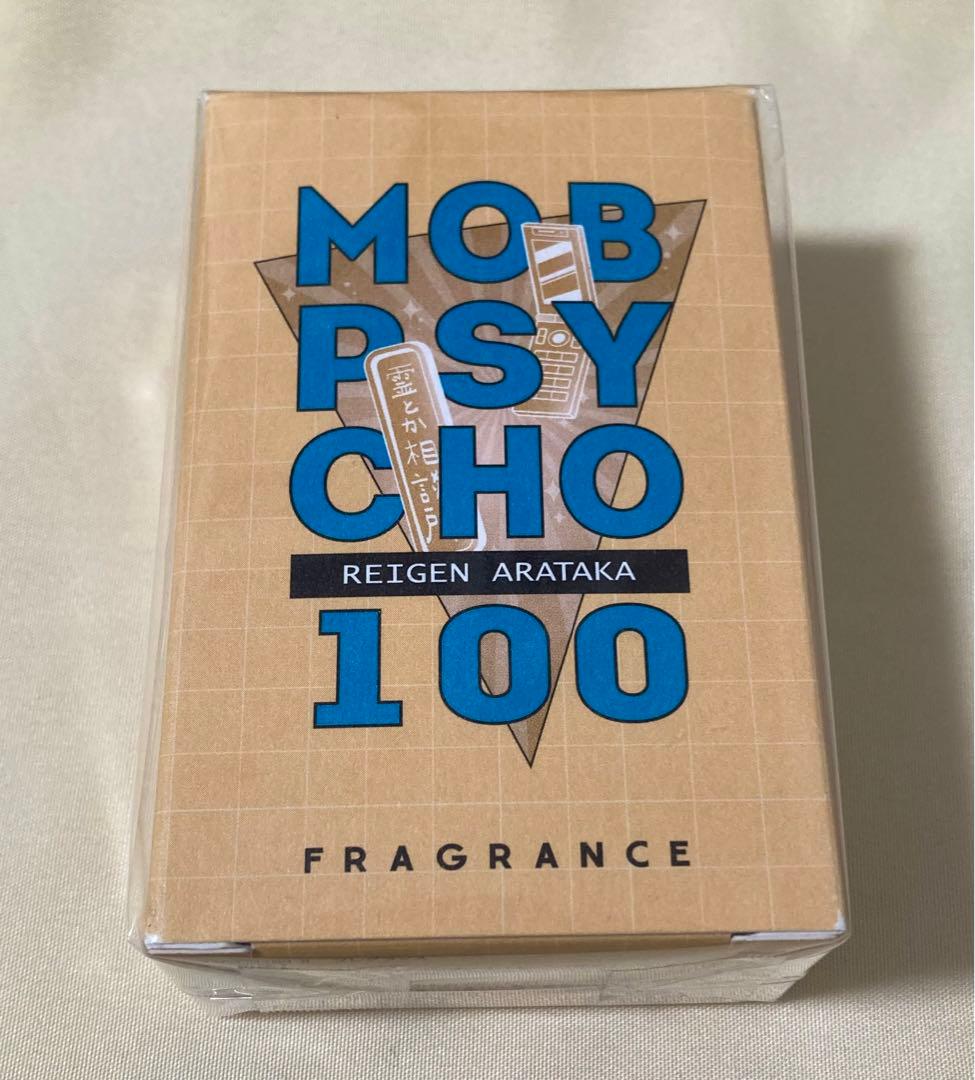 MOB
PSY
CHO
霊とか相談
REIGEN ARATAKA
100
FRAGRANCE